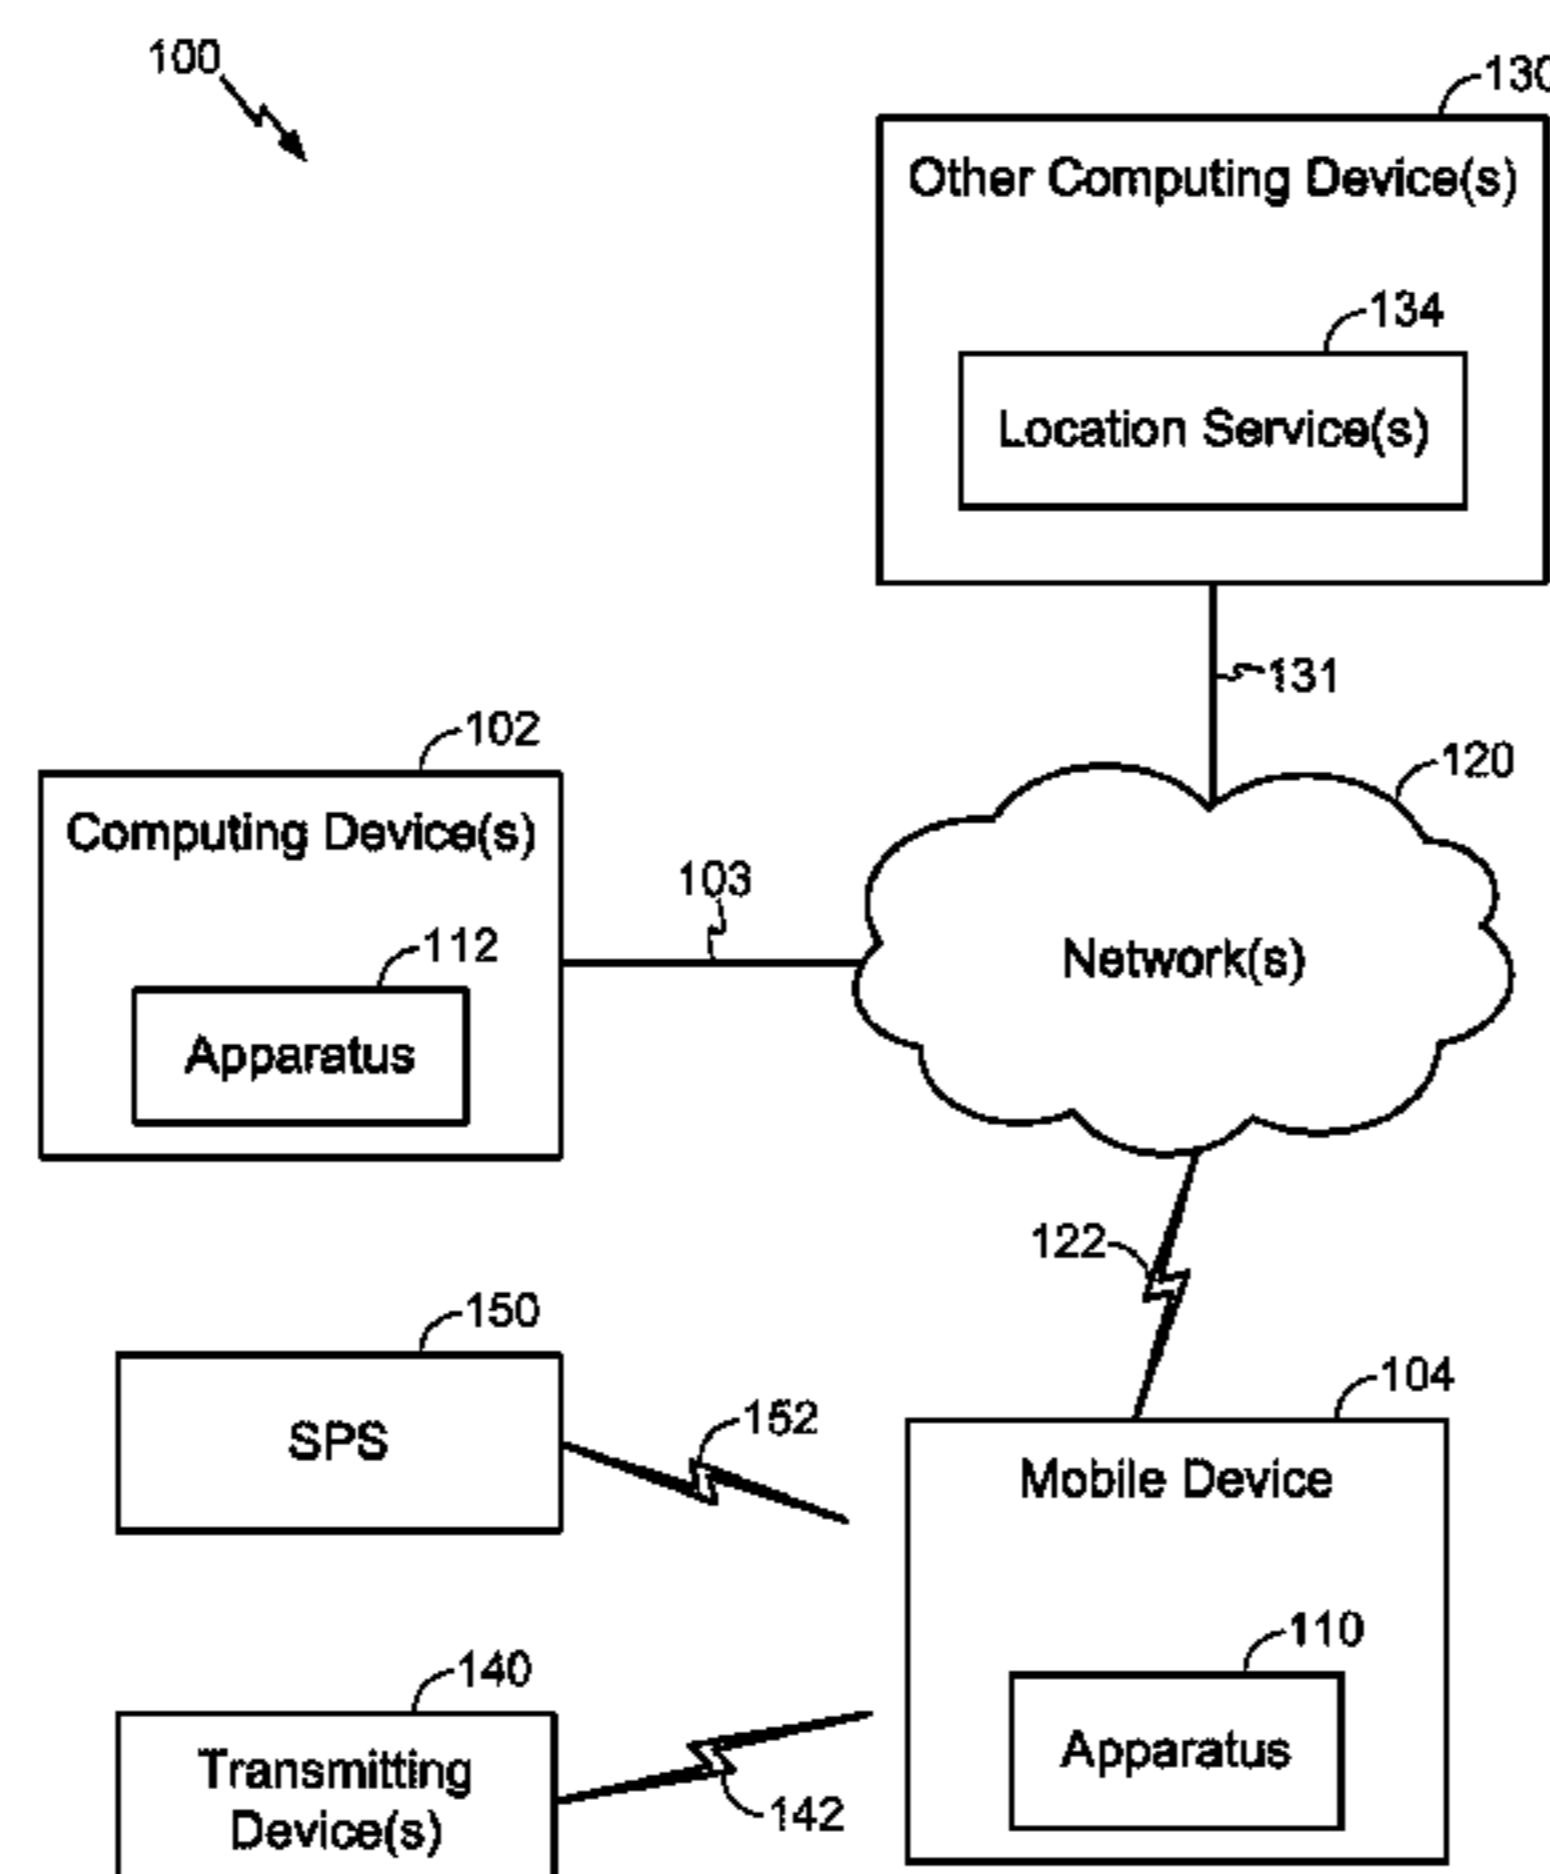 100
130
Other Computing Device(s)
134
Location Service(s)
131
102
120
Computing Device(s)
103
112
Network(s)
Apparatus
122
150
104
152
SPS
Mobile Device
110
140
Apparatus
Transmitting
Device(s)
142